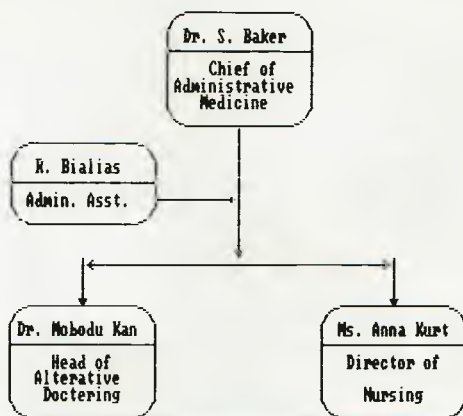 Dr. S. Baker
Chief of
Administrative
Medicine
R. Bialias
Admin. Asst.
Dr. Mobodu Kan
Head of
Alterative
Doctering
Ms. Anna Kurt
Director of
Nursing